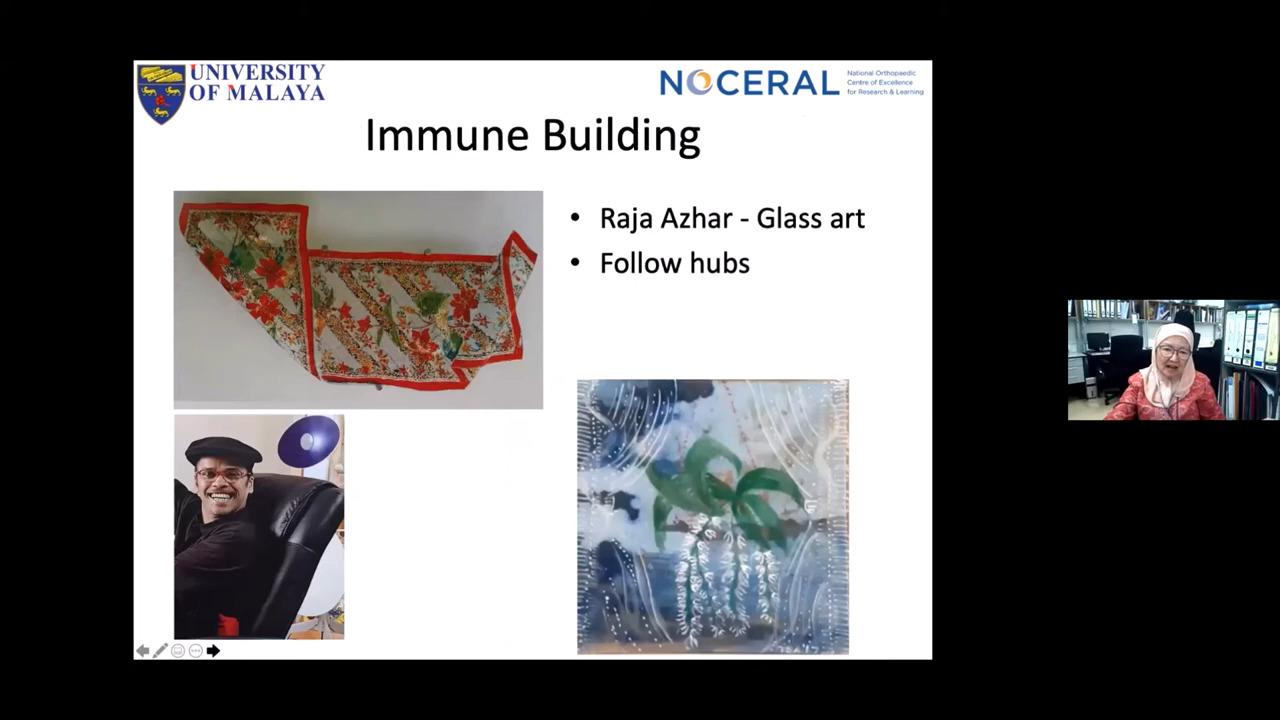 UNIVERSITY
OF MALAYA
NOCERAL
National Orthopaedic
Centre of Excellence
for Research & Learning
Immune Building
• Raja Azhar - Glass art
• Follow hubs